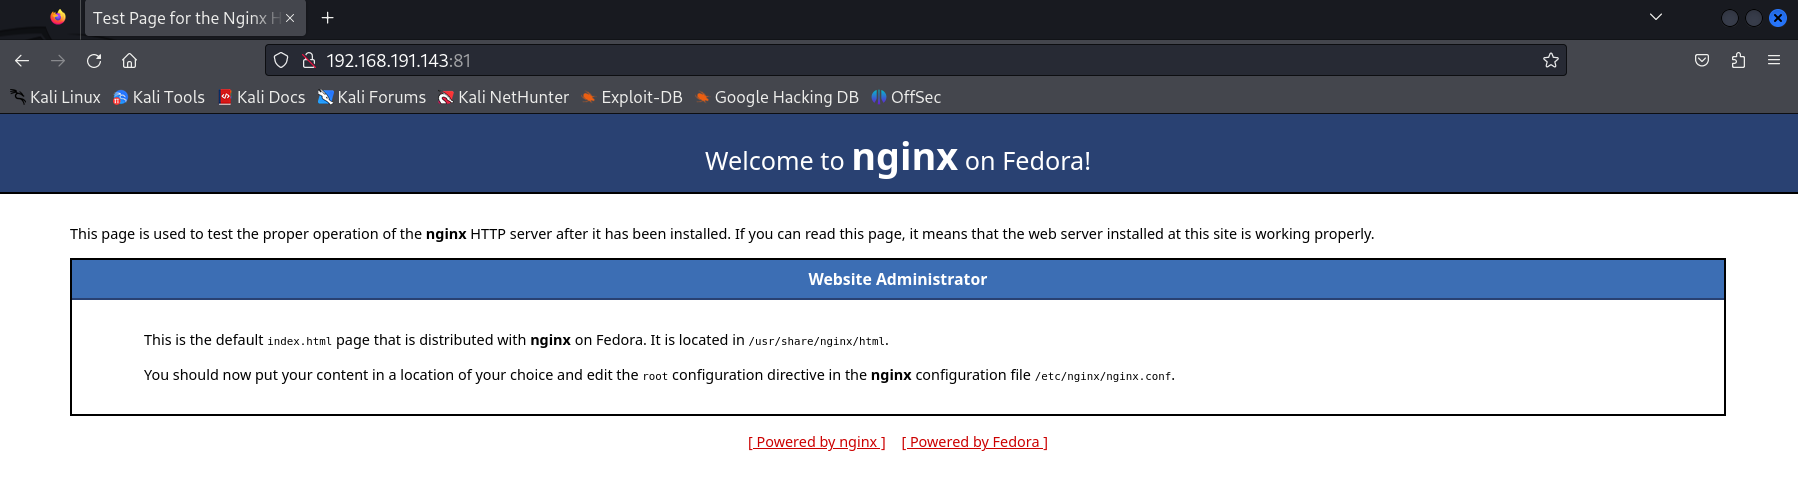 Test Page for the Nginx H
192.168.191.143:81
Kali Linux Kali Tools Kali Docs Kali Forums Kali NetHunter Exploit-DB Google Hacking DB OffSec
Welcome to nginx on Fedora!
This page is used to test the proper operation of the nginx HTTP server after it has been installed. If you can read this page, it means that the web server installed at this site is working properly.
Website Administrator
This is the default index.html page that is distributed with nginx on Fedora. It is located in /usr/share/nginx/html.
You should now put your content in a location of your choice and edit the root configuration directive in the nginx configuration file /etc/nginx/nginx.conf.
[ Powered by nginx ] [ Powered by Fedora ]